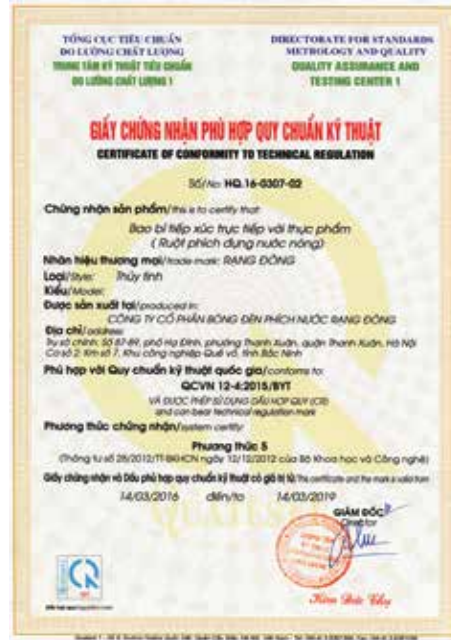 TỔNG CỤC TIÊU CHUẨN
ĐO LƯỜNG CHẤT LƯỢNG
TRUNG TÂM KỸ THUẬT TIÊU CHUẨN
ĐO LƯỜNG CHẤT LƯỢNG 1
DIRECTORATE FOR STANDARDS
METROLOGY AND QUALITY
QUALITY ASSURANCE AND
TESTING CENTER 1
GIẤY CHỨNG NHẬN PHÙ HỢP QUY CHUẨN KỸ THUẬT
CERTIFICATE OF CONFORMITY TO TECHNICAL REGULATION
Số/No: HQ.16-0307-02
Chứng nhận sản phẩm/this is to certify that:
Bao bì tiếp xúc trực tiếp với thực phẩm
( Ruột phích đựng nước nóng)
Nhãn hiệu thương mại/trade mark: RẠNG ĐÔNG
Loại/Style: Thủy tinh
Kiểu/Model:
Được sản xuất tại/produced in:
CÔNG TY CỔ PHẦN BÓNG ĐÈN PHÍCH NƯỚC RẠNG ĐÔNG
Địa chỉ/address:
Trụ sở chính: Số 87-89, phố Hạ Đình, phường Thanh Xuân, quận Thanh Xuân, Hà Nội
Cơ sở 2: Km số 7, Khu công nghiệp Quế võ, tỉnh Bắc Ninh
Phù hợp với Quy chuẩn kỹ thuật quốc gia/conforms to:
QCVN 12-4:2015/BYT
VÀ ĐƯỢC PHÉP SỬ DỤNG DẤU HỢP QUY (CR)
and can bear technical regulation mark
Phương thức chứng nhận/system certify:
Phương thức 5
(Thông tư số 28/2012/TT-BKHCN ngày 12/12/2012 của Bộ Khoa học và Công nghệ)
Giấy chứng nhận và Dấu phù hợp quy chuẩn kỹ thuật có giá trị từ/The certificate and the mark is valid from
14/03/2016 đến/to 14/03/2019
GIÁM ĐỐC
Director
QUATEST